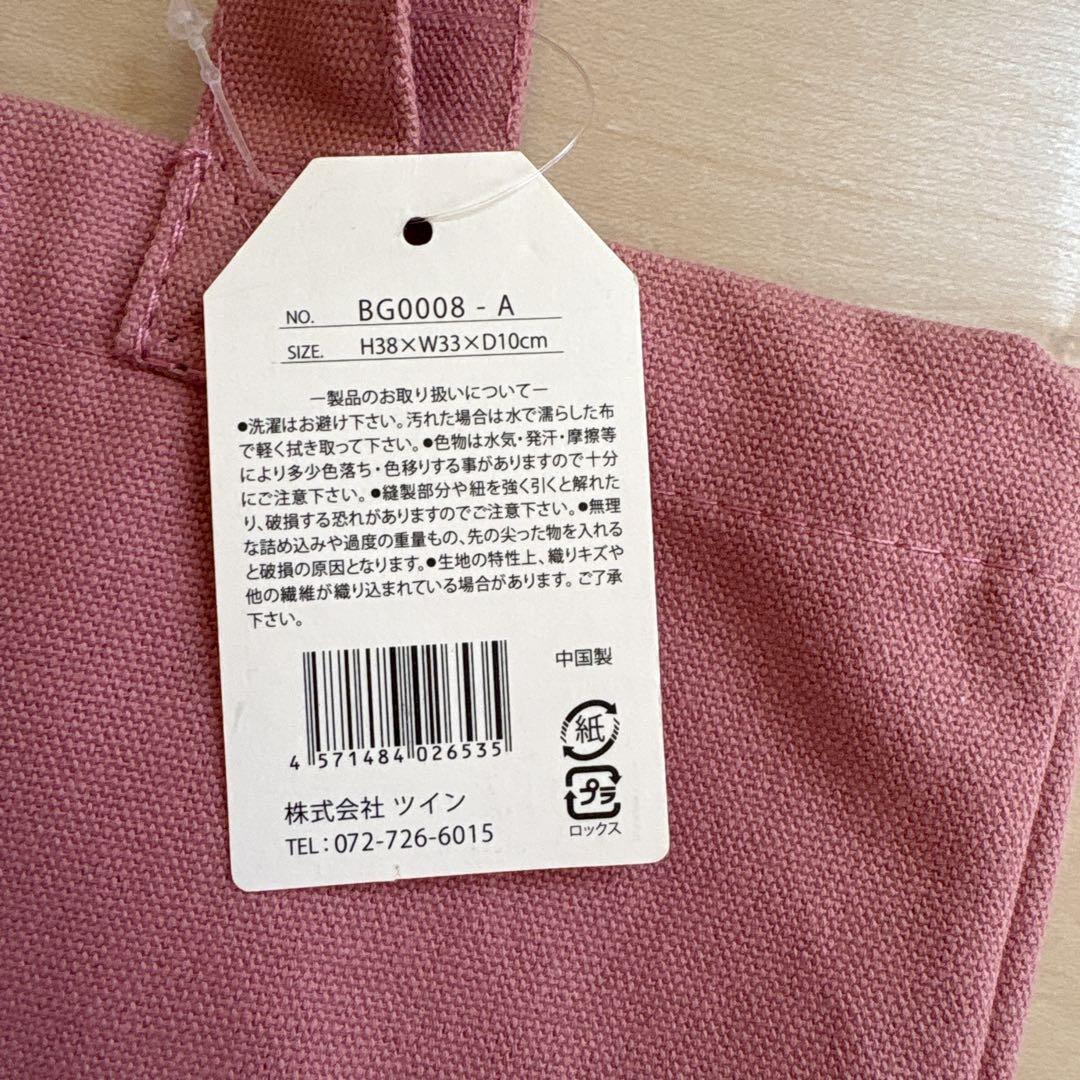 NO. BG0008 - A
SIZE. H38×W33×D10cm
―製品のお取り扱いについて―
●洗濯はお避け下さい。汚れた場合は水で濡らした布
で軽く拭き取って下さい。●色物は水気・発汗・摩擦等
により多少色落ち・色移りする事がありますので十分
にご注意下さい。●縫製部分や紐を強く引くと解れた
り、破損する恐れがありますのでご注意下さい。●無理
な詰め込みや過度の重量もの、先の尖った物を入れる
と破損の原因となります。●生地の特性上、織りキズや
他の繊維が織り込まれている場合があります。ご了承
下さい。
中国製
4 571484 026535
紙
プラ
ロックス
株式会社 ツイン
TEL：072-726-6015